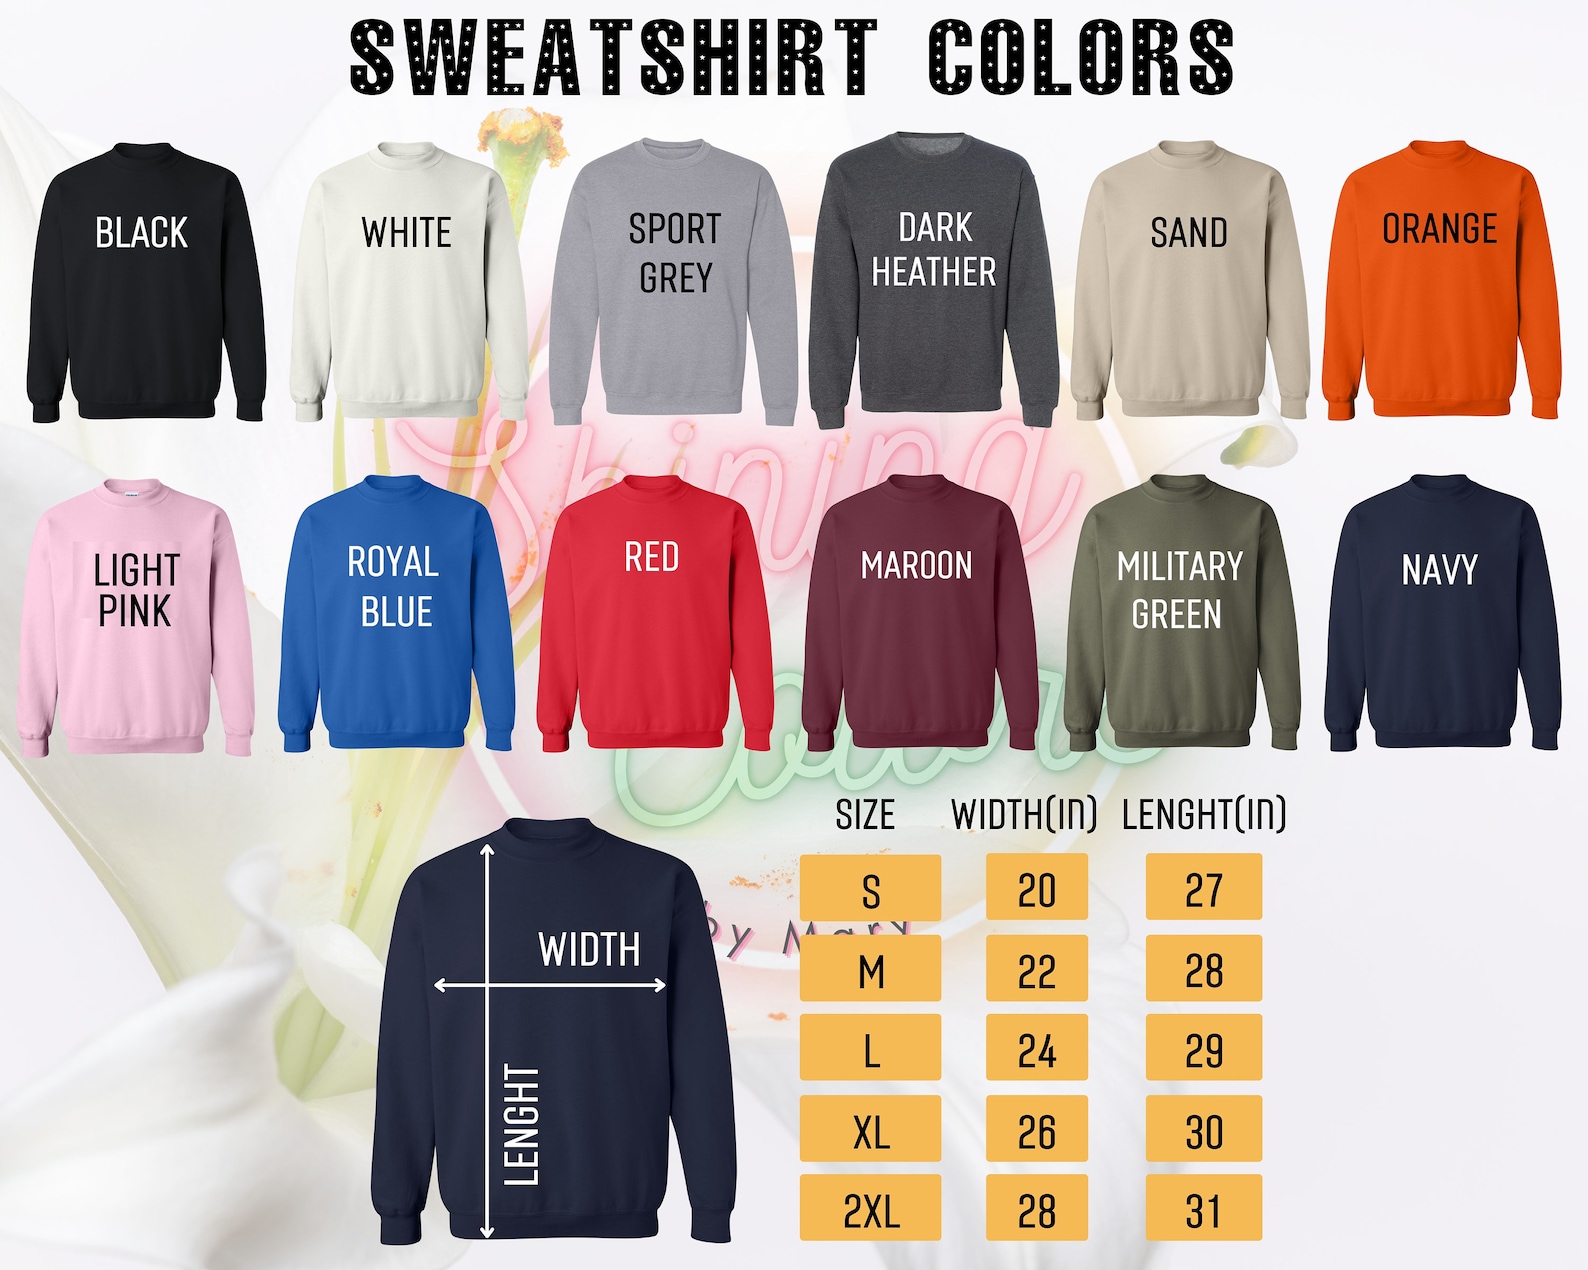 SWEATSHIRT COLORS
BLACK
WHITE
SPORT
GREY
DARK
HEATHER
SAND
ORANGE
LIGHT
PINK
ROYAL
BLUE
RED
MAROON
MILITARY
GREEN
NAVY
Shining
Colors
by Mary
WIDTH
LENGHT
SIZE WIDTH(IN) LENGHT(IN)
S 20 27
M 22 28
L 24 29
XL 26 30
2XL 28 31